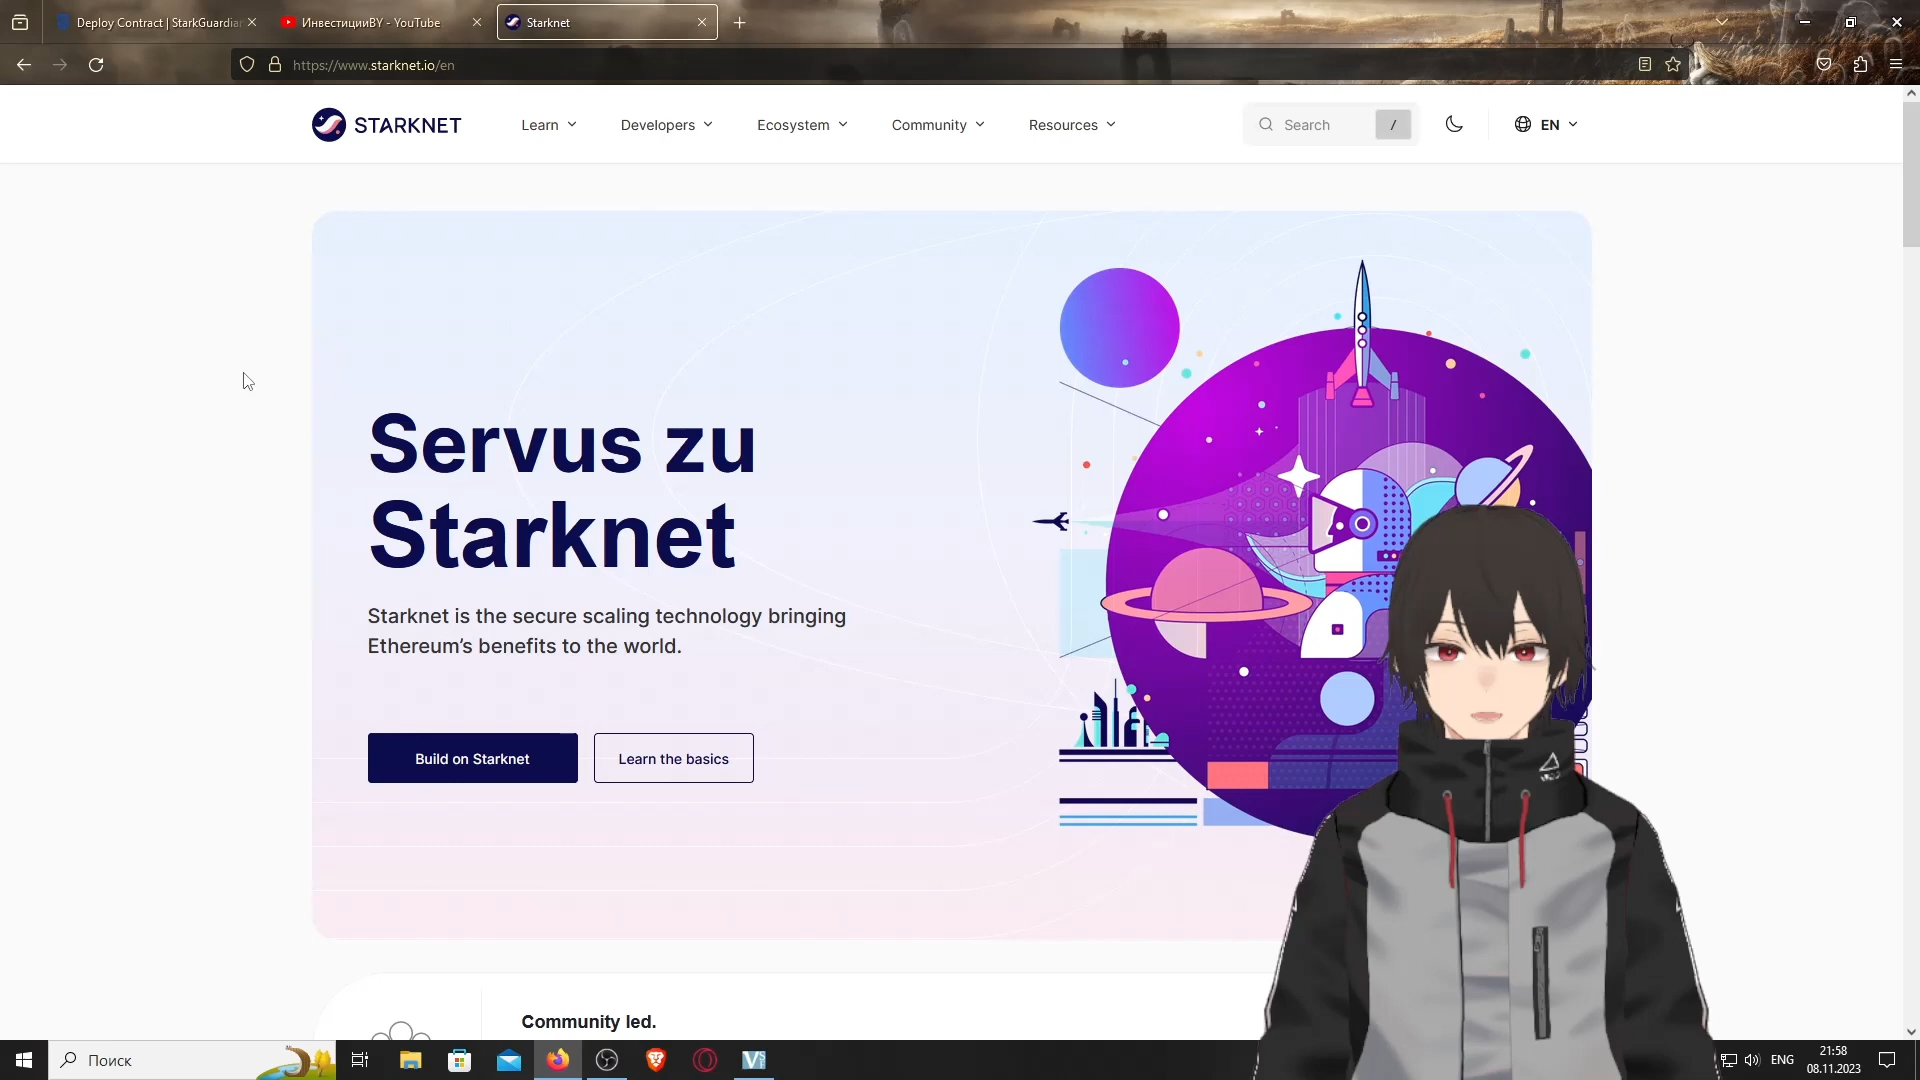 Deploy Contract | StarkGuardia
ИнвестицииBY - YouTube
Starknet
https://www.starknet.io/en
STARKNET
Learn
Developers
Ecosystem
Community
Resources
Search
/
EN
Servus zu
Starknet
Starknet is the secure scaling technology bringing
Ethereum’s benefits to the world.
Build on Starknet
Learn the basics
Community led.
Поиск
ENG
21:58
08.11.2023